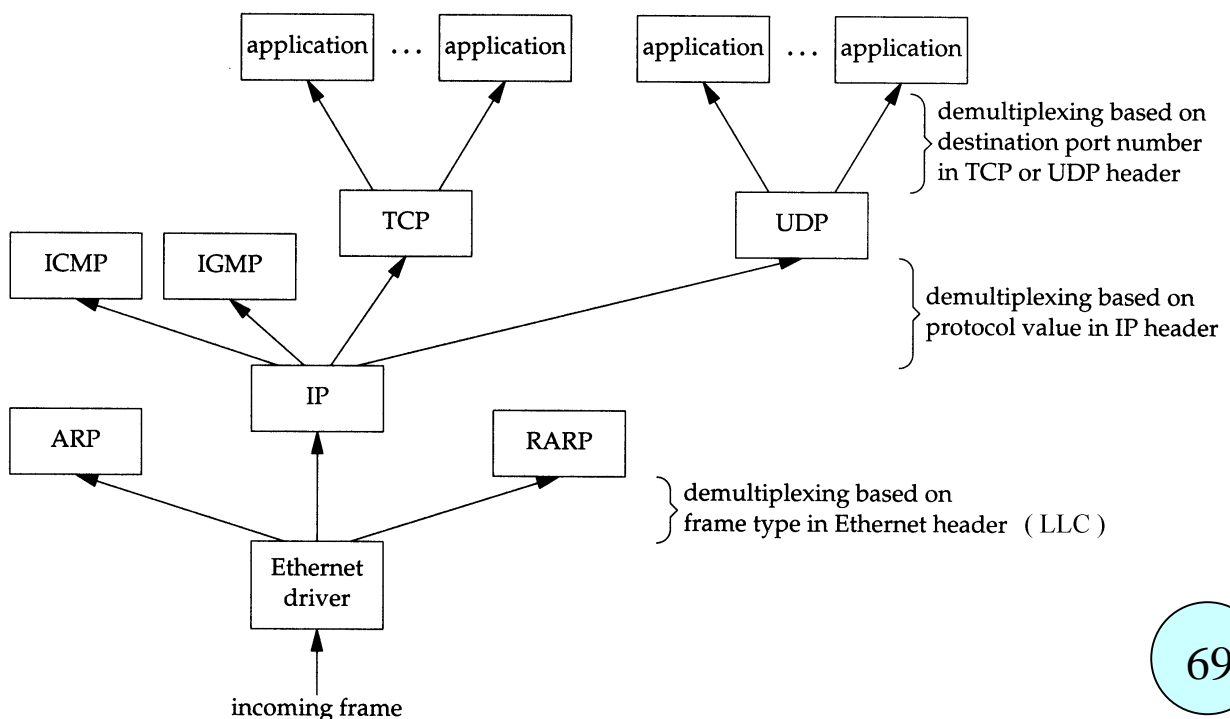 application ... application
application ... application
demultiplexing based on
destination port number
in TCP or UDP header
TCP
UDP
ICMP
IGMP
demultiplexing based on
protocol value in IP header
IP
ARP
RARP
demultiplexing based on
frame type in Ethernet header ( LLC )
Ethernet
driver
69
incoming frame